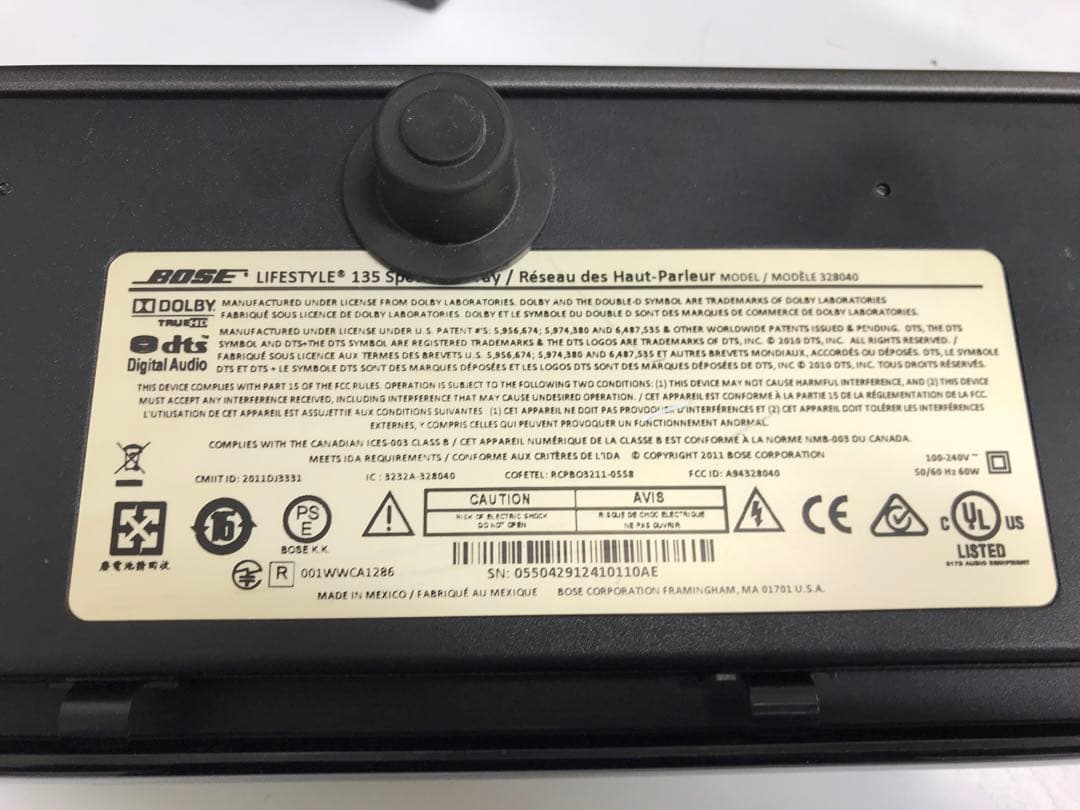 BOSE LIFESTYLE® 135 / Réseau des Haut-Parleur MODEL / MODÈLE 328040
DOLBY
TRUEHD
MANUFACTURED UNDER LICENSE FROM DOLBY LABORATORIES. DOLBY AND THE DOUBLE-D SYMBOL ARE TRADEMARKS OF DOLBY LABORATORIES
FABRIQUÉ SOUS LICENCE DE DOLBY LABORATORIES. DOLBY ET LE SYMBOLE DU DOUBLE D SONT DES MARQUES DE COMMERCE DE DOLBY LABORATORIES.
dts
Digital Audio
MANUFACTURED UNDER LICENSE UNDER U.S. PATENT #'S: 5,956,674; 5,974,380 AND 6,487,535 & OTHER WORLDWIDE PATENTS ISSUED & PENDING. DTS, THE DTS
SYMBOL AND DTS+THE DTS SYMBOL ARE REGISTERED TRADEMARKS & THE DTS LOGOS ARE TRADEMARKS OF DTS, INC. © 2010 DTS, INC. ALL RIGHTS RESERVED. /
FABRIQUÉ SOUS LICENCE AUX TERMES DES BREVETS U.S. 5,956,674; 5,974,380 AND 6,487,535 ET AUTRES BREVETS MONDIAUX, ACCORDÉS OU DÉPOSÉS. DTS, LE SYMBOLE
DTS ET DTS + LE SYMBOLE DTS SONT DES MARQUES DÉPOSÉES ET LES LOGOS DTS SONT DES MARQUES DÉPOSÉES DE DTS, INC © 2010 DTS, INC. TOUS DROITS RÉSERVÉS.
THIS DEVICE COMPLIES WITH PART 15 OF THE FCC RULES. OPERATION IS SUBJECT TO THE FOLLOWING TWO CONDITIONS: (1) THIS DEVICE MAY NOT CAUSE HARMFUL INTERFERENCE, AND (2) THIS DEVICE
MUST ACCEPT ANY INTERFERENCE RECEIVED, INCLUDING INTERFERENCE THAT MAY CAUSE UNDESIRED OPERATION. / CET APPAREIL EST CONFORME À LA PARTIE 15 DE LA RÉGLEMENTATION DE LA FCC.
L'UTILISATION DE CET APPAREIL EST ASSUJETTIE AUX CONDITIONS SUIVANTES: (1) CET APPAREIL NE DOIT PAS PROVOQUER D'INTERFÉRENCES ET (2) CET APPAREIL DOIT TOLÉRER LES INTERFÉRENCES
EXTERNES, Y COMPRIS CELLES QUI PEUVENT PROVOQUER UN FUNCTIONNEMENT ANORMAL.
COMPLIES WITH THE CANADIAN ICES-003 CLASS B / CET APPAREIL NUMÉRIQUE DE LA CLASSE B EST CONFORME À LA NORME NMB-003 DU CANADA.
MEETS IDA REQUIREMENTS / CONFORME AUX CRITÈRES DE L'IDA © COPYRIGHT 2011 BOSE CORPORATION
100-240V~
50/60 Hz 60W
CMIIT ID: 2011DJ3331 IC : 3232A-328040 COFETEL: RCPBO3211-0558 FCC ID: A94328040
廢電池請回收
15
PS
E
BOSE K.K.
CAUTION AVIS
RISK OF ELECTRIC SHOCK
DO NOT OPEN
RISQUE DE CHOC ELECTRIQUE
NE PAS OUVRIR
CE
C UL US
LISTED
R 001WWCA1286
SN: 055042912410110AE
MADE IN MEXICO / FABRIQUÉ AU MEXIQUE BOSE CORPORATION FRAMINGHAM, MA 01701 U.S.A.